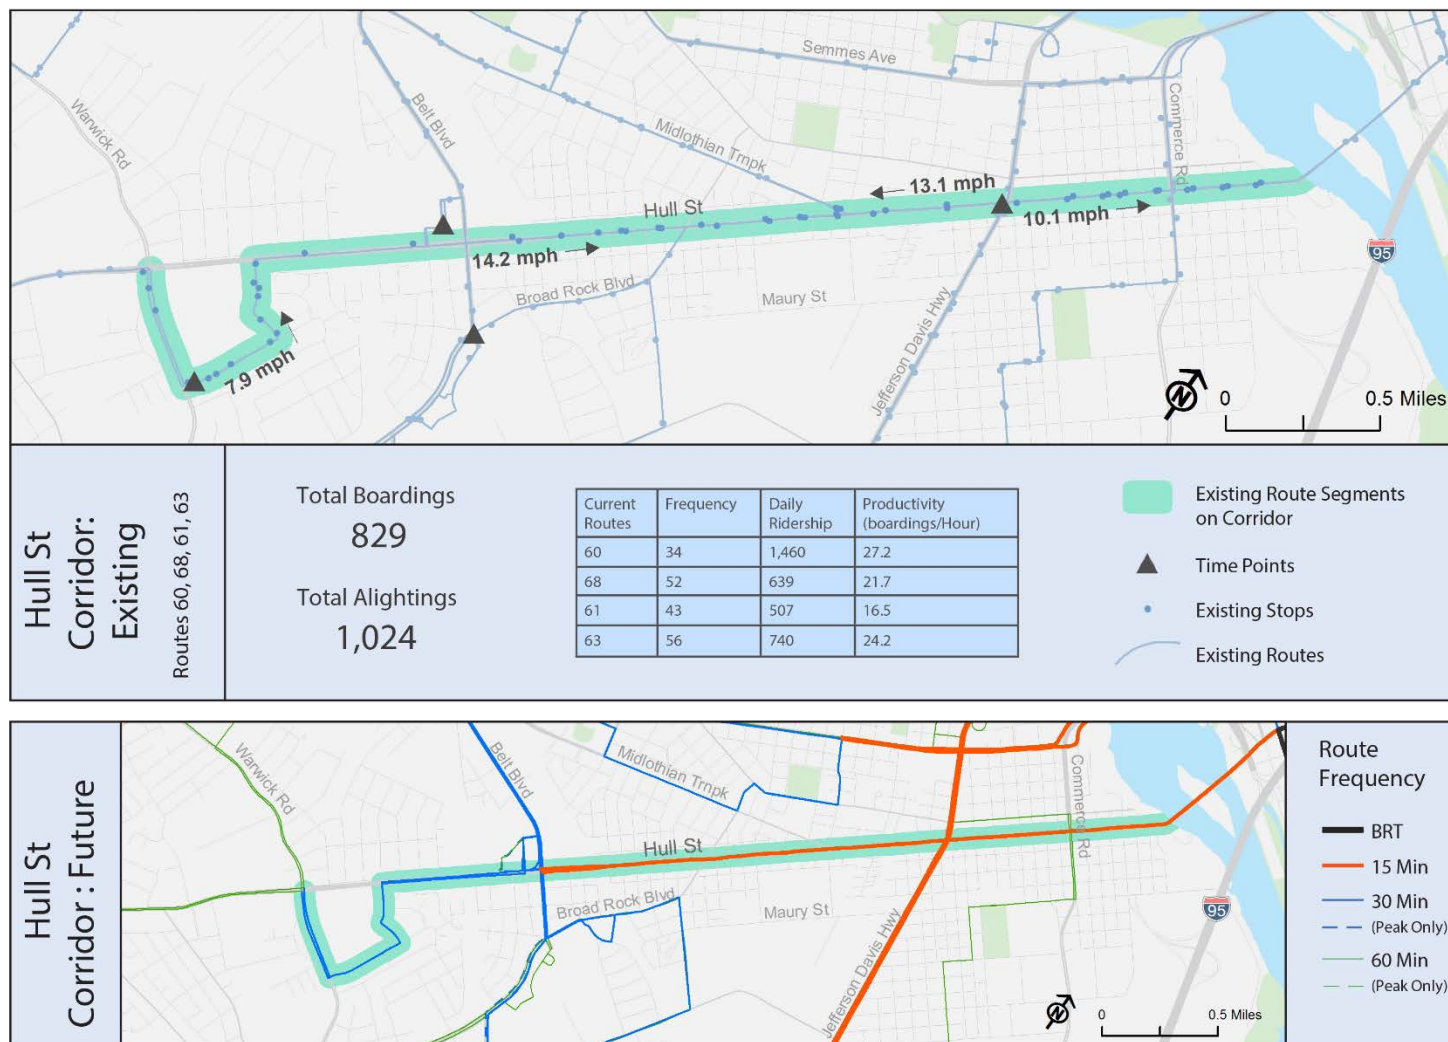 Semmes Ave
Warwick Rd
Belt Blvd
Commerce Rd
Midlothian Trnpk
13.1 mph
Hull St
10.1 mph
14.2 mph
95
Broad Rock Blvd
Maury St
7.9 mph
Jefferson Davis Hwy
N
0 0.5 Miles
Hull St
Corridor:
Existing
Routes 60, 68, 61, 63
Total Boardings
829
Total Alightings
1,024
Current Routes Frequency Daily Ridership Productivity (boardings/Hour)
60 34 1,460 27.2
68 52 639 21.7
61 43 507 16.5
63 56 740 24.2
Existing Route Segments
on Corridor
Time Points
Existing Stops
Existing Routes
Hull St
Corridor : Future
Warwick Rd
Belt Blvd
Midlothian Trnpk
Commerce Rd
Hull St
Broad Rock Blvd
Maury St
95
Jefferson Davis Hwy
N
0 0.5 Miles
Route
Frequency
BRT
15 Min
30 Min
(Peak Only)
60 Min
(Peak Only)